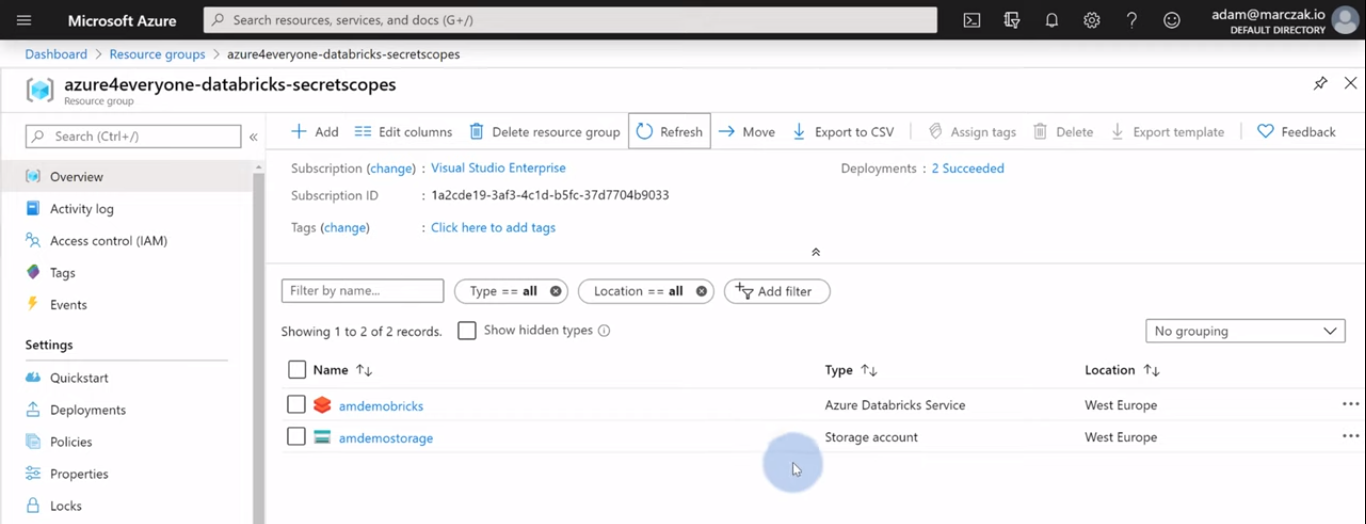 Microsoft Azure
Search resources, services, and docs (G+/)
adam@marczak.io
DEFAULT DIRECTORY
Dashboard > Resource groups > azure4everyone-databricks-secretscopes
azure4everyone-databricks-secretscopes
Resource group
Search (Ctrl+/)
Overview
Activity log
Access control (IAM)
Tags
Events
Settings
Quickstart
Deployments
Policies
Properties
Locks
Add Edit columns Delete resource group Refresh Move Export to CSV Assign tags Delete Export template Feedback
Subscription (change) : Visual Studio Enterprise Deployments : 2 Succeeded
Subscription ID : 1a2cde19-3af3-4c1d-b5fc-37d7704b9033
Tags (change) : Click here to add tags
Filter by name... Type == all Location == all Add filter
Showing 1 to 2 of 2 records. Show hidden types No grouping
Name Type Location
amdemobricks Azure Databricks Service West Europe
amdemostorage Storage account West Europe